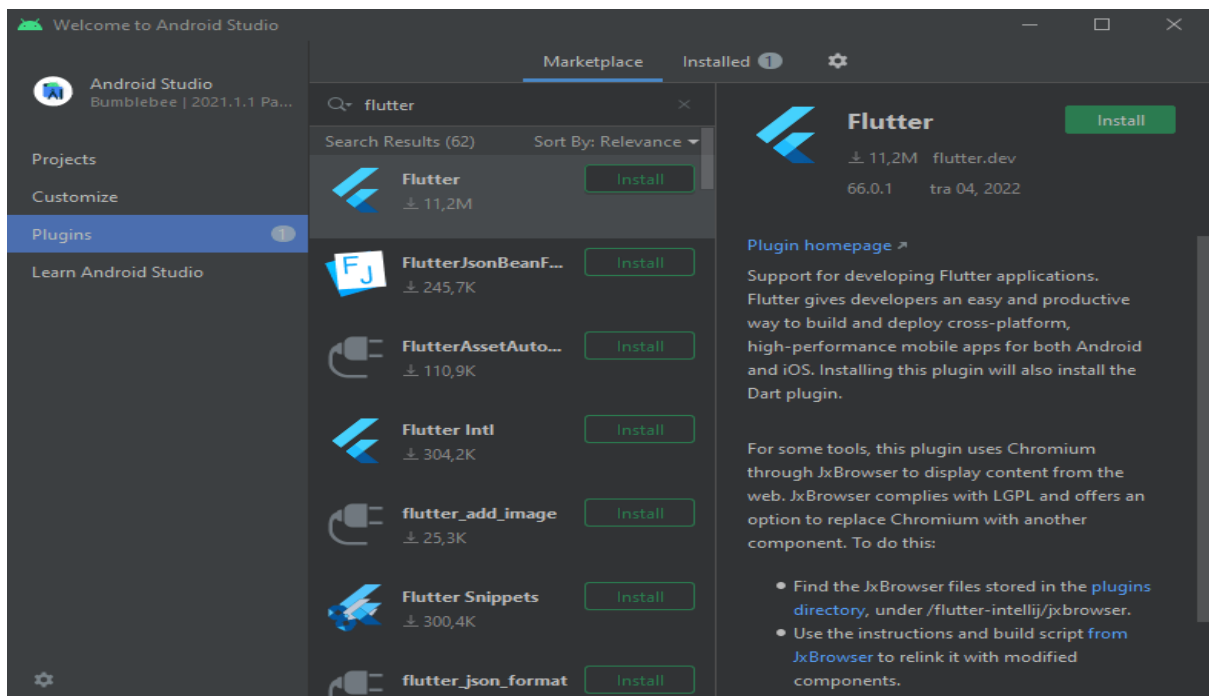 Welcome to Android Studio
Marketplace Installed 1
Android Studio
Bumblebee | 2021.1.1 Pa...
Projects
Customize
Plugins 1
Learn Android Studio
flutter
Search Results (62) Sort By: Relevance
Flutter Install
11,2M
FlutterJsonBeanF... Install
245,7K
FlutterAssetAuto... Install
110,9K
Flutter Intl Install
304,2K
flutter_add_image Install
25,3K
Flutter Snippets Install
300,4K
flutter_json_format Install
Flutter Install
11,2M flutter.dev
66.0.1 tra 04, 2022
Plugin homepage
Support for developing Flutter applications.
Flutter gives developers an easy and productive
way to build and deploy cross-platform,
high-performance mobile apps for both Android
and iOS. Installing this plugin will also install the
Dart plugin.
For some tools, this plugin uses Chromium
through JxBrowser to display content from the
web. JxBrowser complies with LGPL and offers an
option to replace Chromium with another
component. To do this:
• Find the JxBrowser files stored in the plugins
directory, under /flutter-intellij/jxbrowser.
• Use the instructions and build script from
JxBrowser to relink it with modified
components.